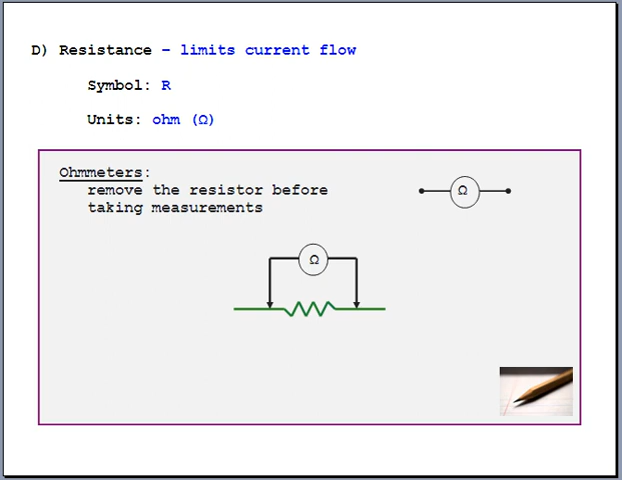 D) Resistance – limits current flow
Symbol: R
Units: ohm (Ω)
Ohmmeters:
remove the resistor before
taking measurements
Ω
Ω